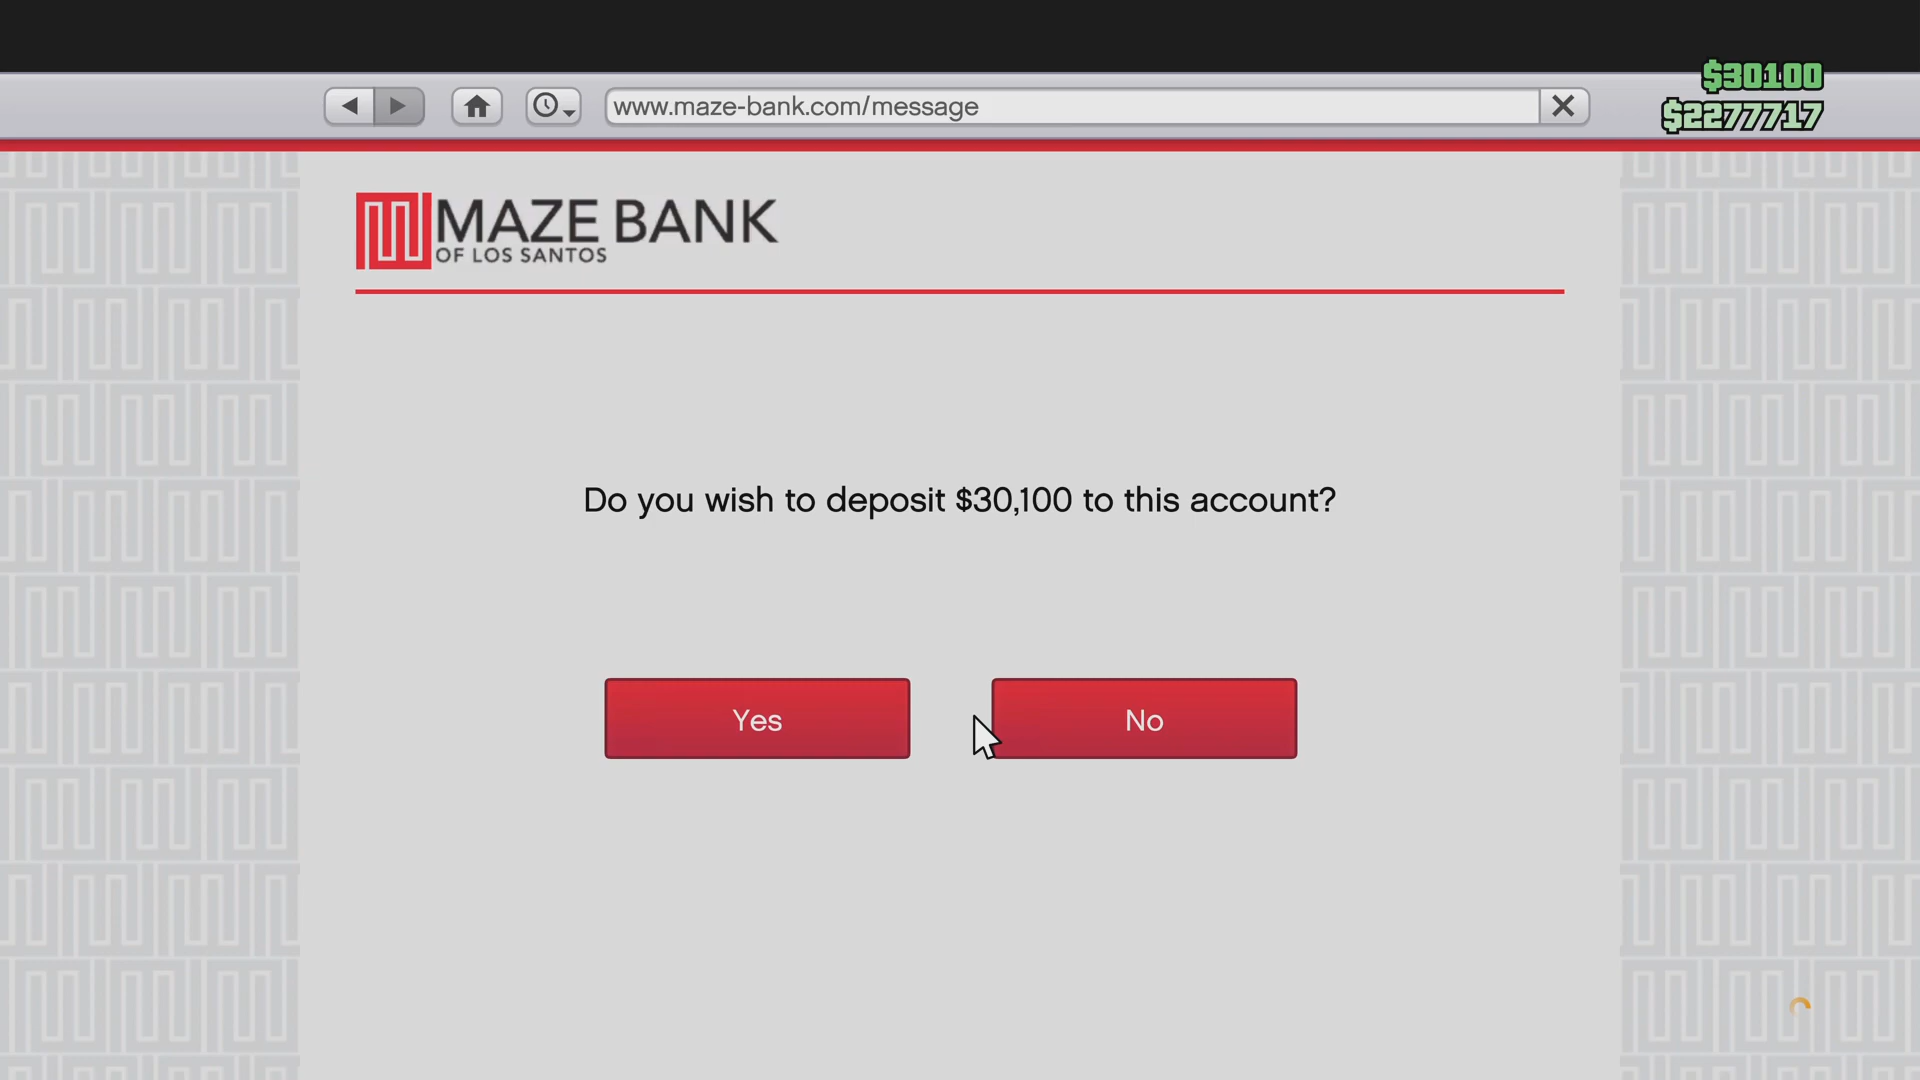 $30100
www.maze-bank.com/message
$2277717
MAZE BANK
OF LOS SANTOS
Do you wish to deposit $30,100 to this account?
Yes
No